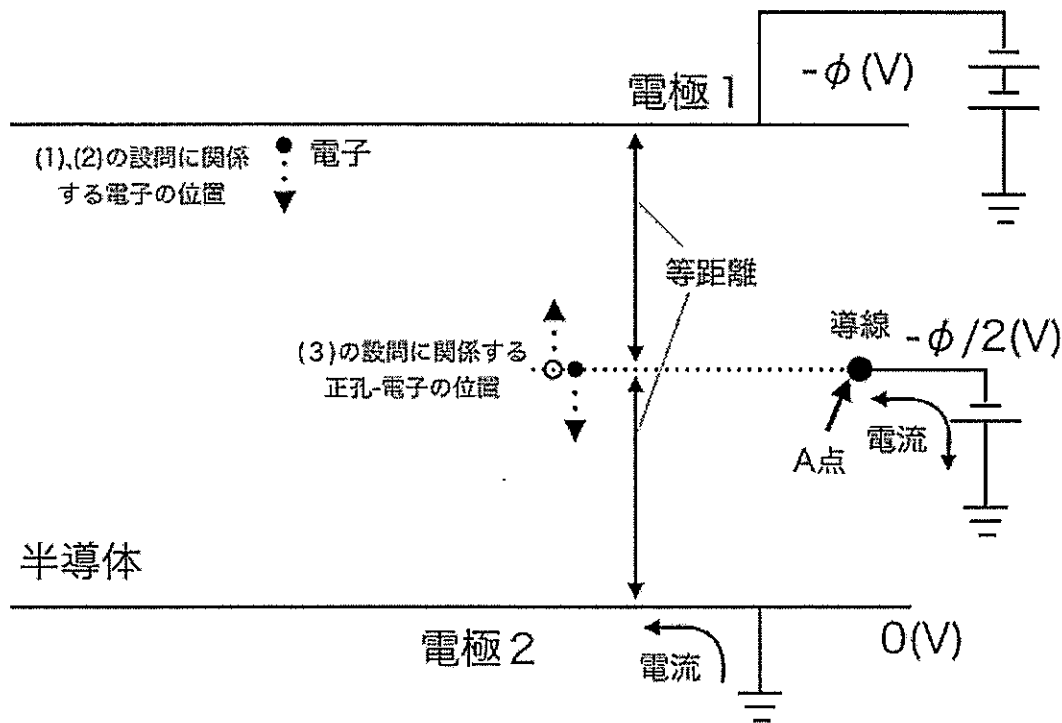 -φ(V)
電極1
(1)、(2)の設問に関係
する電子の位置
電子
等距離
導線
-φ/2(V)
(3)の設問に関係する
正孔-電子の位置
電流
A点
半導体
電極2
電流
0(V)